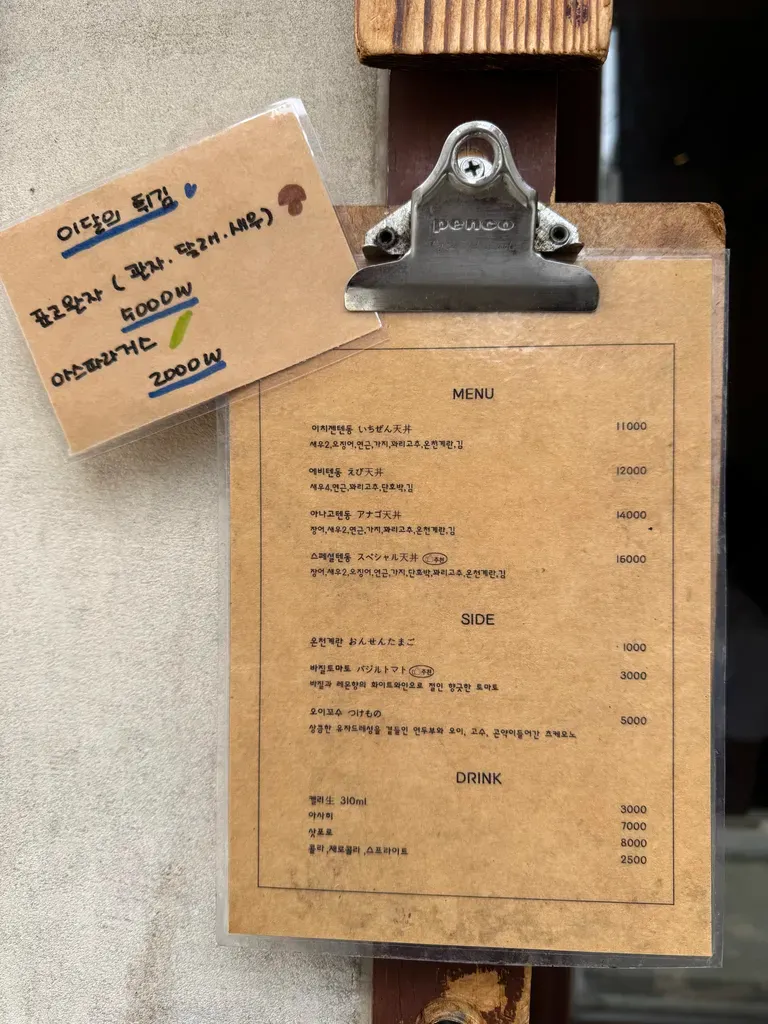 이달의 튀김
표고완자 (관자·달래·새우)
5000W
아스파라거스
2000W
penco
MENU
이치젠텐동 いちぜん天丼 11000
새우2,오징어,연근,가지,꽈리고추,온천계란,김
에비텐동 えび天丼 12000
새우4,연근,꽈리고추,단호박,김
아나고텐동 アナゴ天丼 14000
장어,새우2,연근,가지,꽈리고추,온천계란,김
스페셜텐동 スペシャル天丼 추천 16000
장어,새우2,오징어,연근,가지,단호박,꽈리고추,온천계란,김
SIDE
온천계란 おんせんたまご 1000
바질토마토 バジルトマト 추천 3000
바질과 레몬향의 화이트와인으로 절인 향긋한 토마토
오이꼬수 つけもの 5000
상큼한 유자드레싱을 곁들인 연두부와 오이, 고수, 곤약이들어간 츠케모노
DRINK
켈리生 310ml 3000
아사히 7000
삿포로 8000
콜라,제로콜라,스프라이트 2500